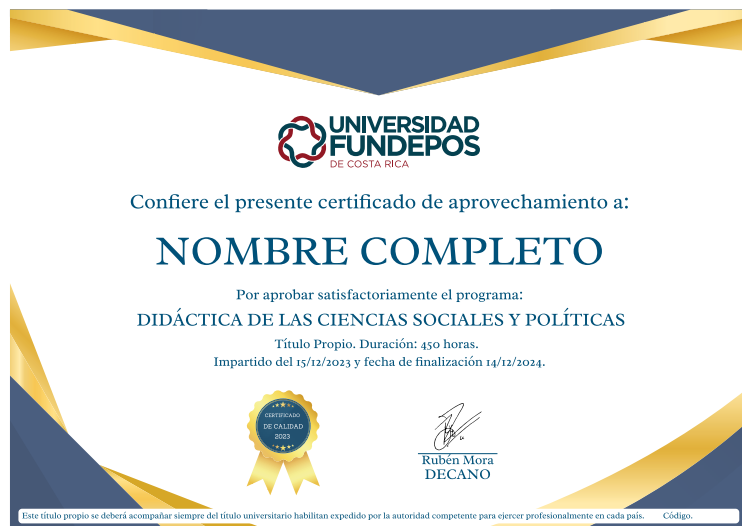 UNIVERSIDAD
FUNDEPOS
DE COSTA RICA
Confiere el presente certificado de aprovechamiento a:
NOMBRE COMPLETO
Por aprobar satisfactoriamente el programa:
DIDÁCTICA DE LAS CIENCIAS SOCIALES Y POLÍTICAS
Título Propio. Duración: 450 horas.
Impartido del 15/12/2023 y fecha de finalización 14/12/2024.
CERTIFICADO
DE CALIDAD
2023
Rubén Mora
DECANO
Este título propio se deberá acompañar siempre del título universitario habilitan expedido por la autoridad competente para ejercer profesionalmente en cada país. Código.